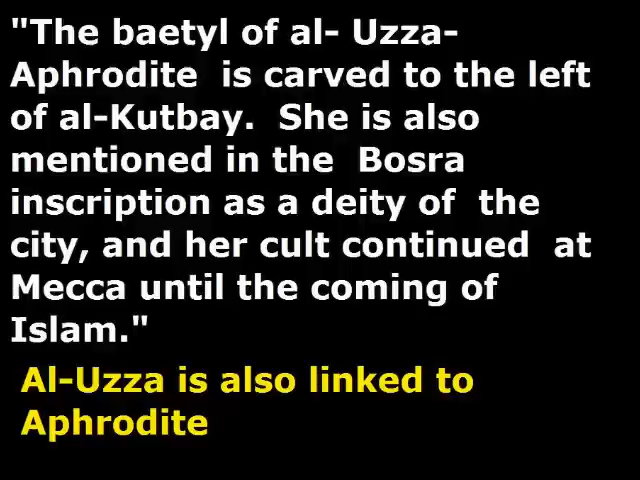 "The baetyl of al- Uzza-
Aphrodite  is carved to the left
of al-Kutbay.  She is also
mentioned in the  Bosra
inscription as a deity of  the
city, and her cult continued  at
Mecca until the coming of
Islam."
Al-Uzza is also linked to
Aphrodite